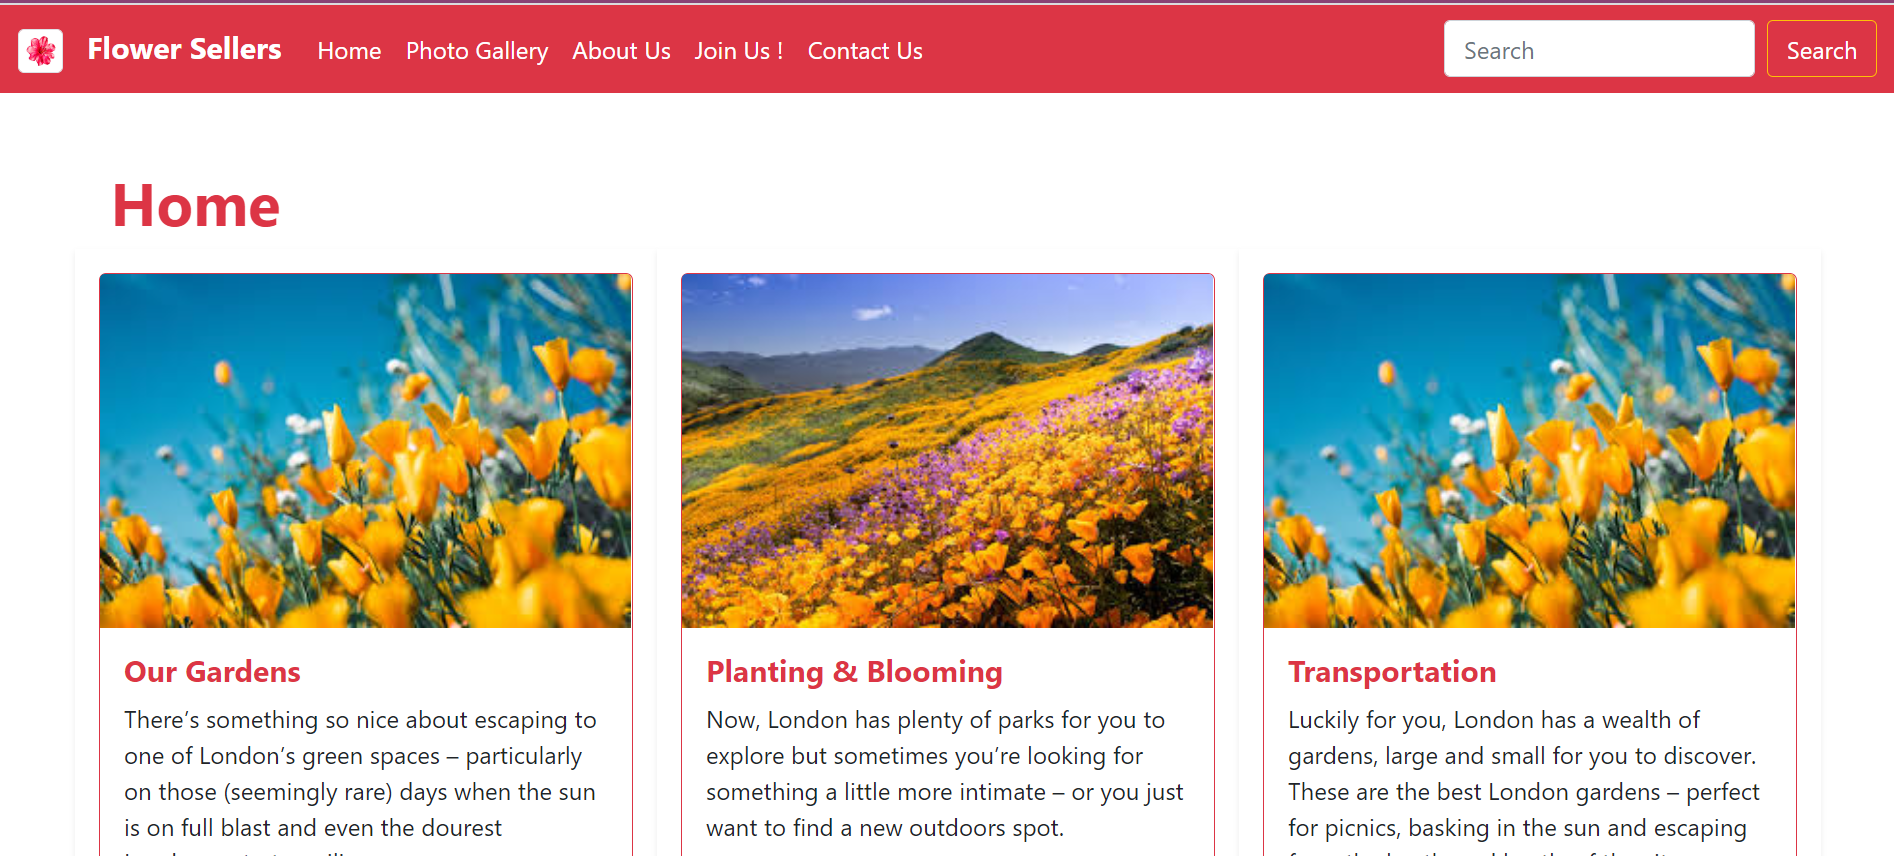 Flower Sellers Home Photo Gallery About Us Join Us ! Contact Us Search Search
Home
Our Gardens
There’s something so nice about escaping to
one of London’s green spaces – particularly
on those (seemingly rare) days when the sun
is on full blast and even the dourest
Planting & Blooming
Now, London has plenty of parks for you to
explore but sometimes you’re looking for
something a little more intimate – or you just
want to find a new outdoors spot.
Transportation
Luckily for you, London has a wealth of
gardens, large and small for you to discover.
These are the best London gardens – perfect
for picnics, basking in the sun and escaping